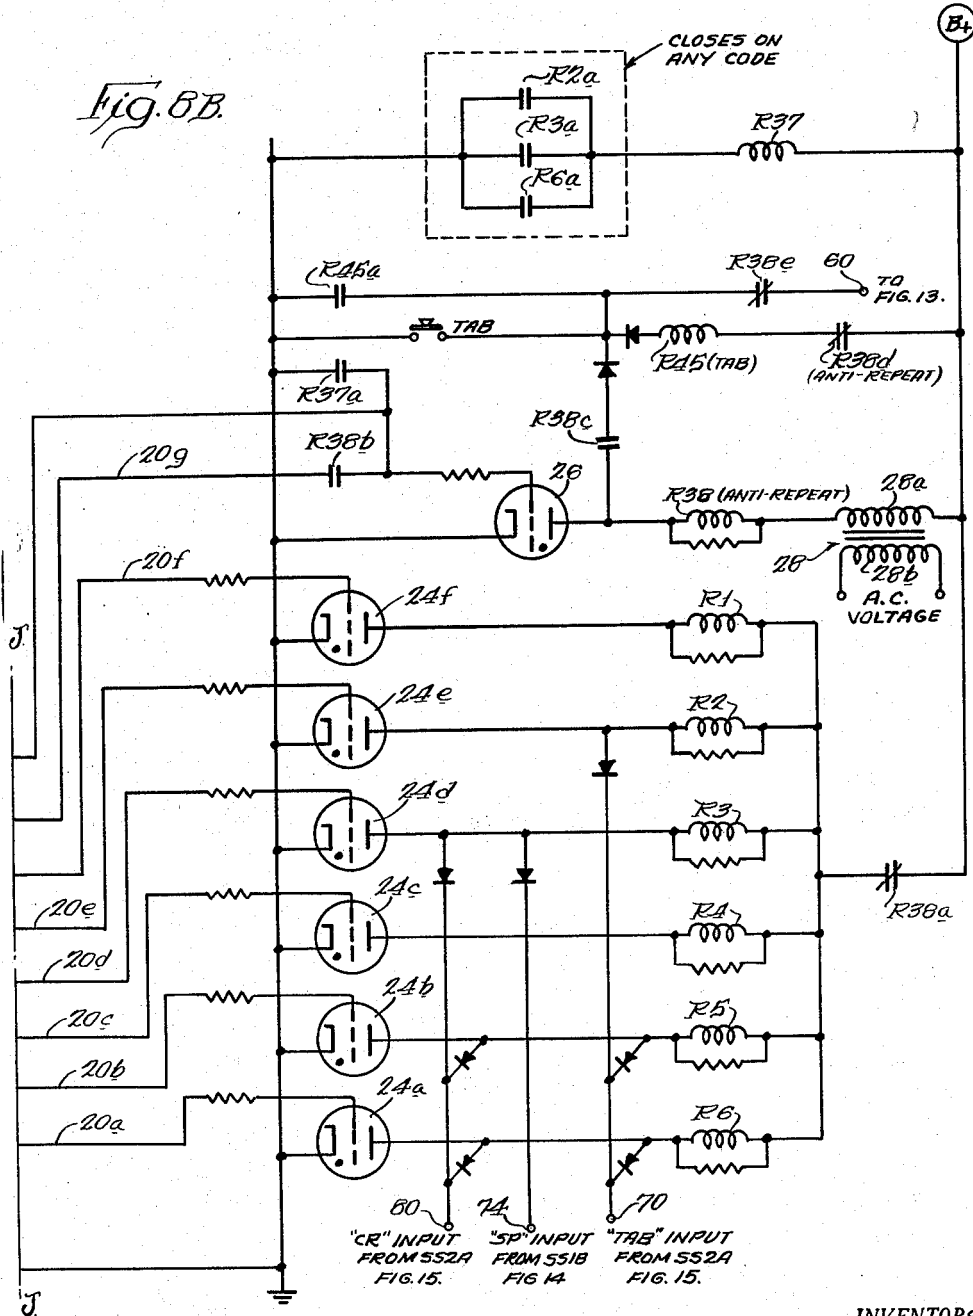 Fig. 8B.
B+
CLOSES ON
ANY CODE
R2a
R3a
R6a
R37
R45a
R38e
60
TO
FIG. 13.
TAB
R45 (TAB)
R38d
(ANTI-REPEAT)
R37a
R38c
20g
R38b
26
R38 (ANTI-REPEAT)
28a
28
28b
A.C.
VOLTAGE
20f
24f
R1
J
24e
R2
24d
R3
24c
R38a
20e
R4
20d
24b
20c
R5
20b
24a
20a
R6
80
74
70
"CR" INPUT
FROM SS2A
FIG. 15.
"SP" INPUT
FROM SS1B
FIG 14
"TAB" INPUT
FROM SS2A
FIG. 15.
J
INVENTORS